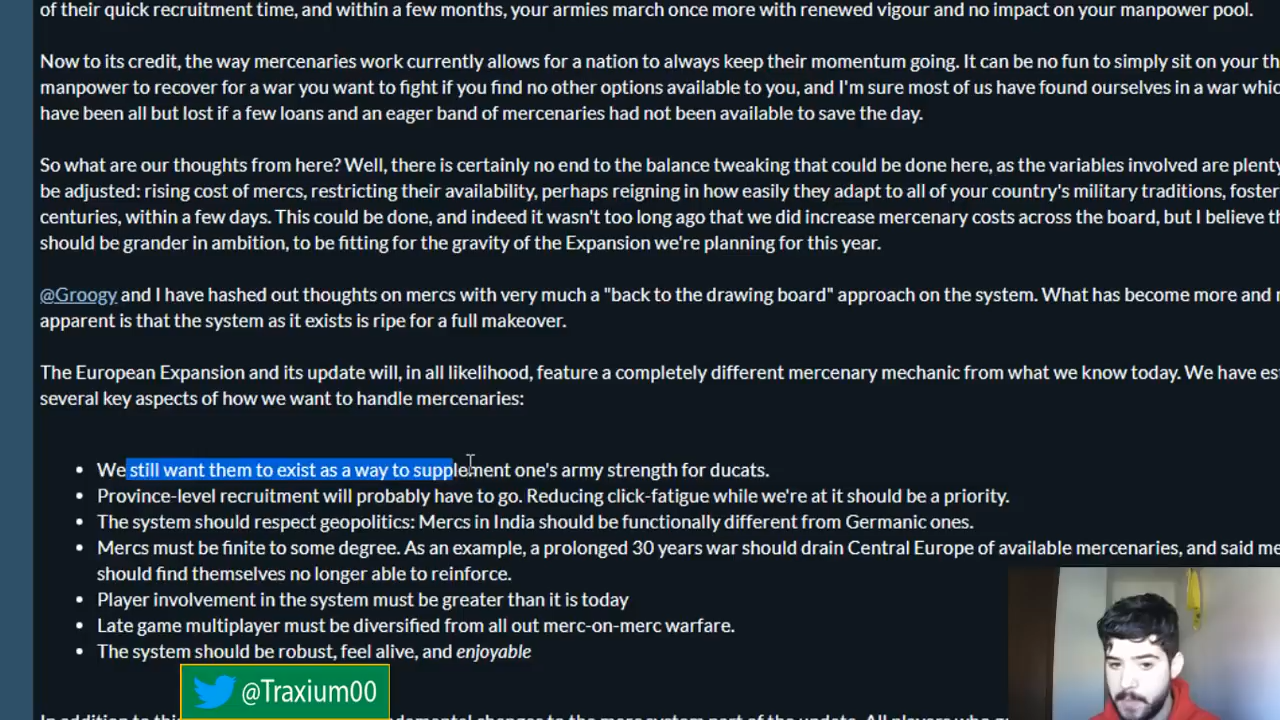 of their quick recruitment time, and within a few months, your armies march once more with renewed vigour and no impact on your manpower pool.
Now to its credit, the way mercenaries work currently allows for a nation to always keep their momentum going. It can be no fun to simply sit on your
manpower to recover for a war you want to fight if you find no other options available to you, and I'm sure most of us have found ourselves in a war
have been all but lost if a few loans and an eager band of mercenaries had not been available to save the day.
So what are our thoughts from here? Well, there is certainly no end to the balance tweaking that could be done here, as the variables involved are
be adjusted: rising cost of mercs, restricting their availability, perhaps reigning in how easily they adapt to all of your country's military traditions,
centuries, within a few days. This could be done, and indeed it wasn't too long ago that we did increase mercenary costs across the board, but I believe
should be grander in ambition, to be fitting for the gravity of the Expansion we're planning for this year.
@Groogy and I have hashed out thoughts on mercs with very much a "back to the drawing board" approach on the system. What has become more and
apparent is that the system as it exists is ripe for a full makeover.
The European Expansion and its update will, in all likelihood, feature a completely different mercenary mechanic from what we know today. We have
several key aspects of how we want to handle mercenaries:
• We still want them to exist as a way to supplement one's army strength for ducats.
• Province-level recruitment will probably have to go. Reducing click-fatigue while we're at it should be a priority.
• The system should respect geopolitics: Mercs in India should be functionally different from Germanic ones.
• Mercs must be finite to some degree. As an example, a prolonged 30 years war should drain Central Europe of available mercenaries, and said
should find themselves no longer able to reinforce.
• Player involvement in the system must be greater than it is today
• Late game multiplayer must be diversified from all out merc-on-merc warfare.
• The system should be robust, feel alive, and enjoyable
@Traxium00